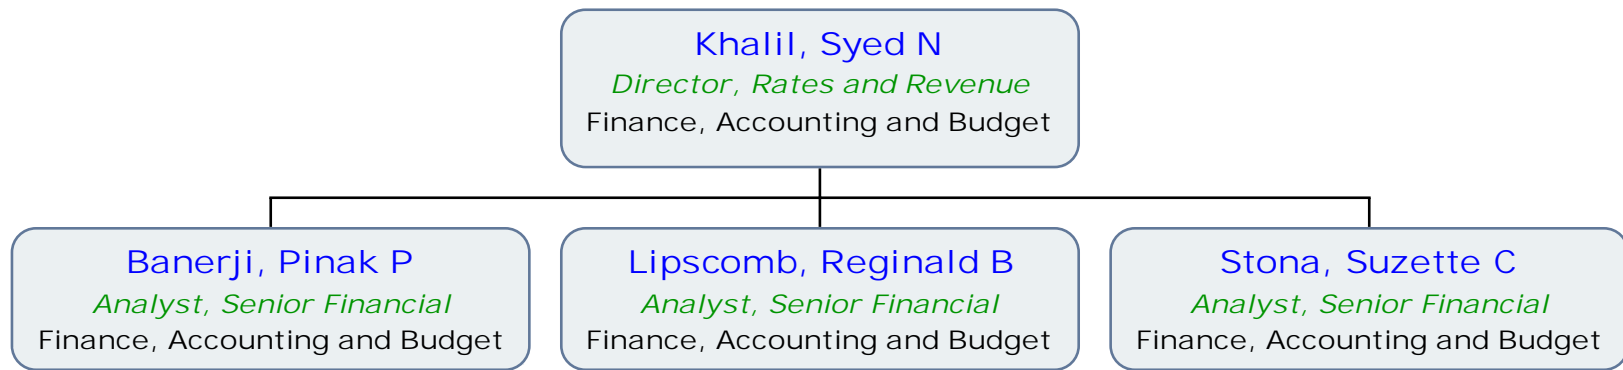 Khalil, Syed N
Director, Rates and Revenue
Finance, Accounting and Budget
Banerji, Pinak P
Analyst, Senior Financial
Finance, Accounting and Budget
Lipscomb, Reginald B
Analyst, Senior Financial
Finance, Accounting and Budget
Stona, Suzette C
Analyst, Senior Financial
Finance, Accounting and Budget